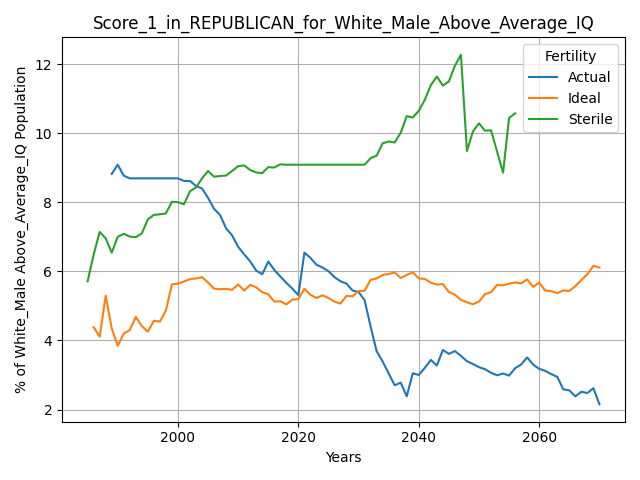 Score_1_in_REPUBLICAN_for_White_Male_Above_Average_IQ
% of White_Male Above_Average_IQ Population
12
10
8
6
4
2
Fertility
Actual
Ideal
Sterile
2000
2020
2040
2060
Years